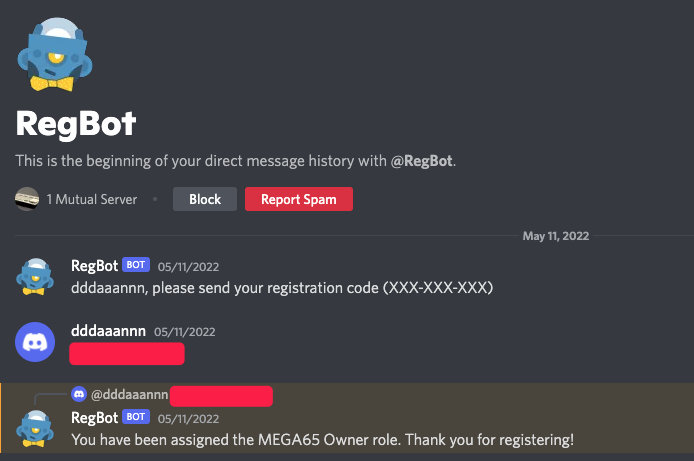 RegBot
This is the beginning of your direct message history with @RegBot.
1 Mutual Server • Block Report Spam
May 11, 2022
RegBot BOT 05/11/2022
dddaaannn, please send your registration code (XXX-XXX-XXX)
dddaaannn 05/11/2022
@dddaaannn
RegBot BOT 05/11/2022
You have been assigned the MEGA65 Owner role. Thank you for registering!